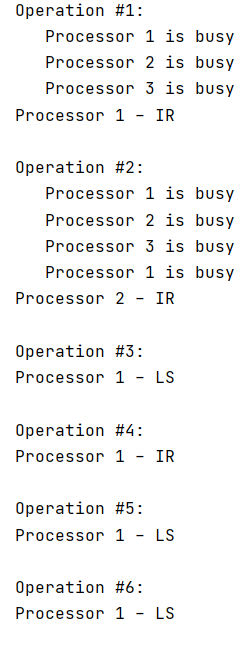 Operation #1:
Processor 1 is busy
Processor 2 is busy
Processor 3 is busy
Processor 1 – IR
Operation #2:
Processor 1 is busy
Processor 2 is busy
Processor 3 is busy
Processor 1 is busy
Processor 2 – IR
Operation #3:
Processor 1 – LS
Operation #4:
Processor 1 – IR
Operation #5:
Processor 1 – LS
Operation #6:
Processor 1 – LS